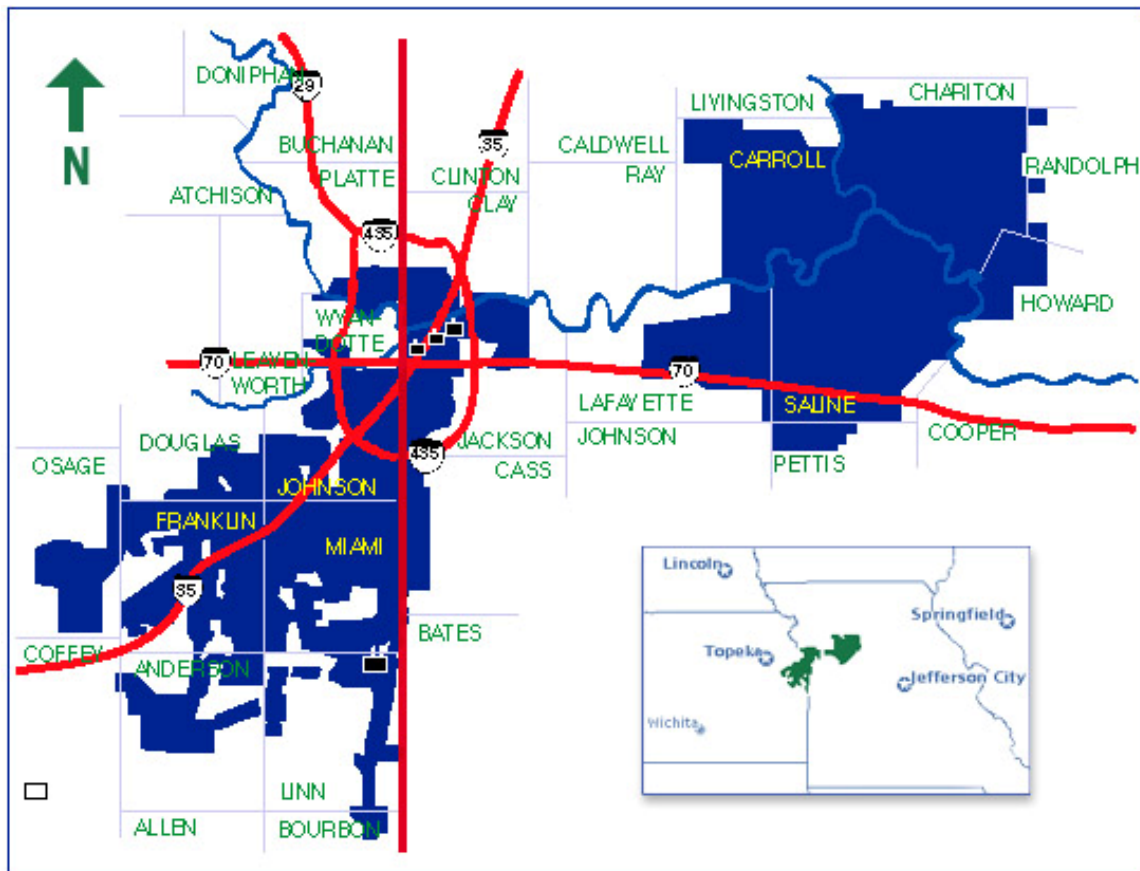 DONIPHAN
29
LIVINGSTON
CHARITON
N
BUCHANAN
35
CALDWELL
CARROLL
PLATTE
CLINTON
RAY
RANDOLPH
ATCHISON
CLAY
435
WYAN-
DOTTE
HOWARD
70
LEAVEN
WORTH
70
LAFAYETTE
SALINE
DOUGLAS
JACKSON
JOHNSON
COOPER
OSAGE
435
CASS
PETTIS
JOHNSON
FRANKLIN
MIAMI
35
Lincoln
Springfield
BATES
COFFEY
ANDERSON
Topeka
Jefferson City
Wichita
LINN
ALLEN
BOURBON